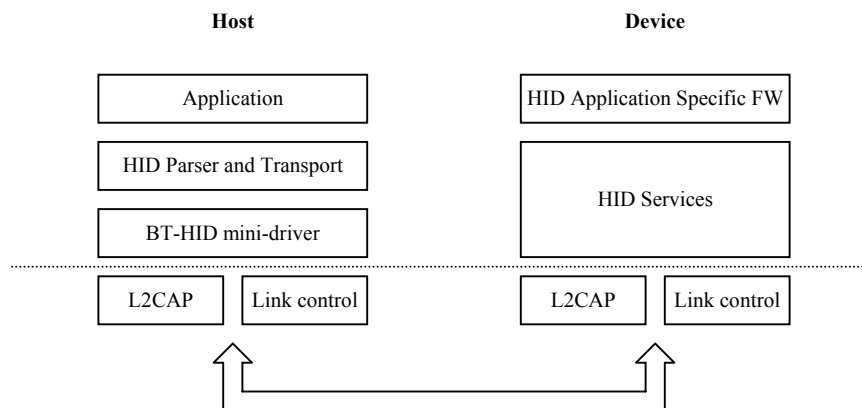 Host
Device
Application
HID Application Specific FW
HID Parser and Transport
HID Services
BT-HID mini-driver
L2CAP
Link control
L2CAP
Link control